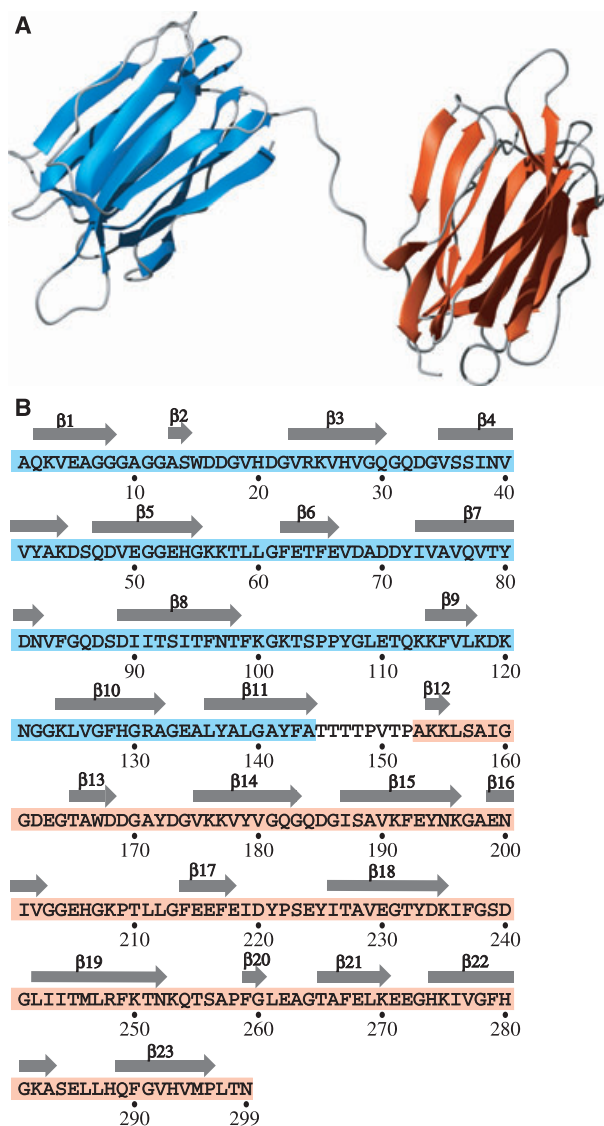 A
B
β1 β2 β3 β4
AQKVEAGGGAGGASWDDGVHDGVRKVHVGQGQDGVSSINV
10 20 30 40
β5 β6 β7
VYAKDSQDVEGGEHGKKTLLGFETFEVDADDYIVAVQVTY
50 60 70 80
β8 β9
DNVFGQDSDIITSITFNTFKGKTSPPYGLETQKKFVLKDK
90 100 110 120
β10 β11 β12
NGGKLVGFHGRAGEALYALGAYFATTTTPVTPAKKLSAIG
130 140 150 160
β13 β14 β15 β16
GDEGTAWDDGAYDGVKKVYVGQGQDGISAVKFEYNKGAEN
170 180 190 200
β17 β18
IVGGEHGKPTLLGFEEFEIDYPSEYITAVEGTYDKIFGSD
210 220 230 240
β19 β20 β21 β22
GLIITMLRFKTNKQTSAPFGLEAGTAFELKEEGHKIVGFH
250 260 270 280
β23
GKASELLHQFGVHVMPLTN
290 299